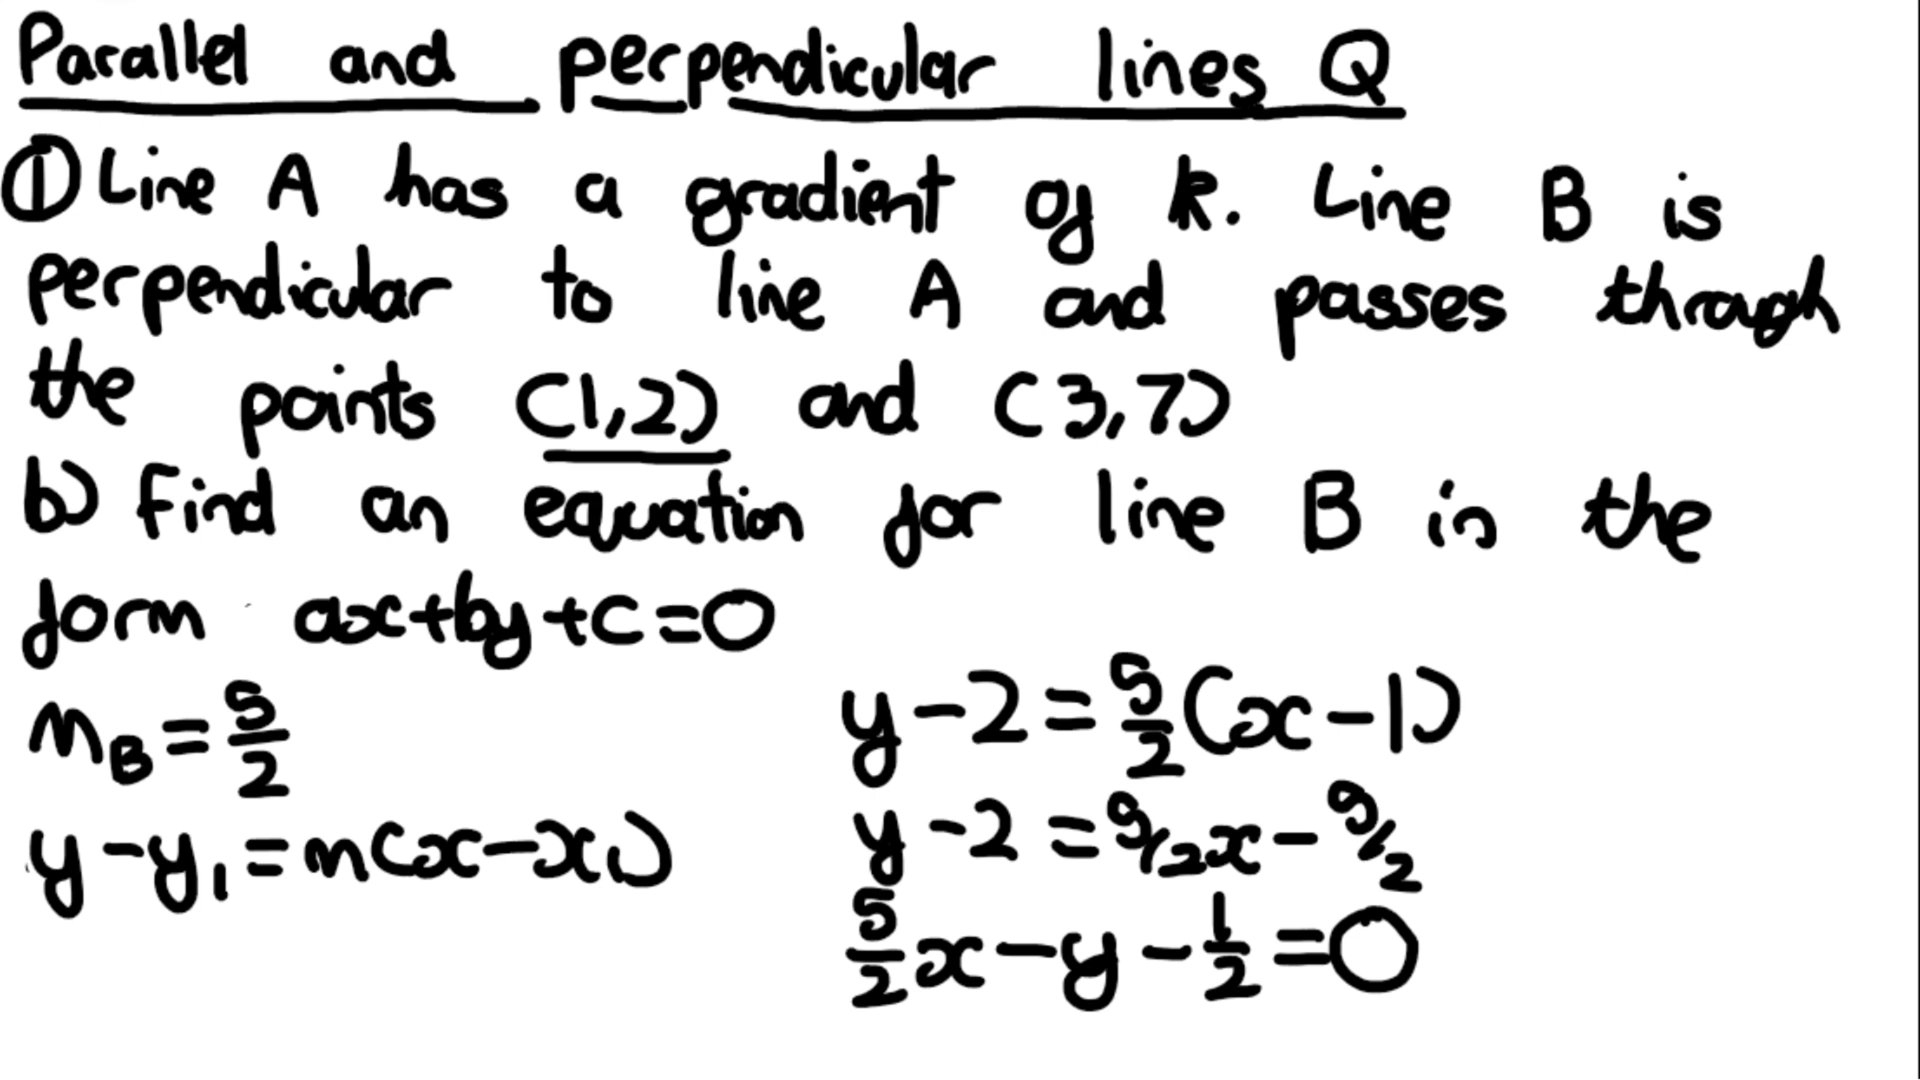 Parallel and perpendicular lines Q
① Line A has a gradient of k. Line B is
perpendicular to line A and passes through
the points (1,2) and (3,7)
b) Find an equation for line B in the
form ax+by+c=0
m_B = 5/2
y-y₁=m(x-x₁)
y-2=5/2(x-1)
y-2=5/2x-5/2
5/2x-y-1/2=0